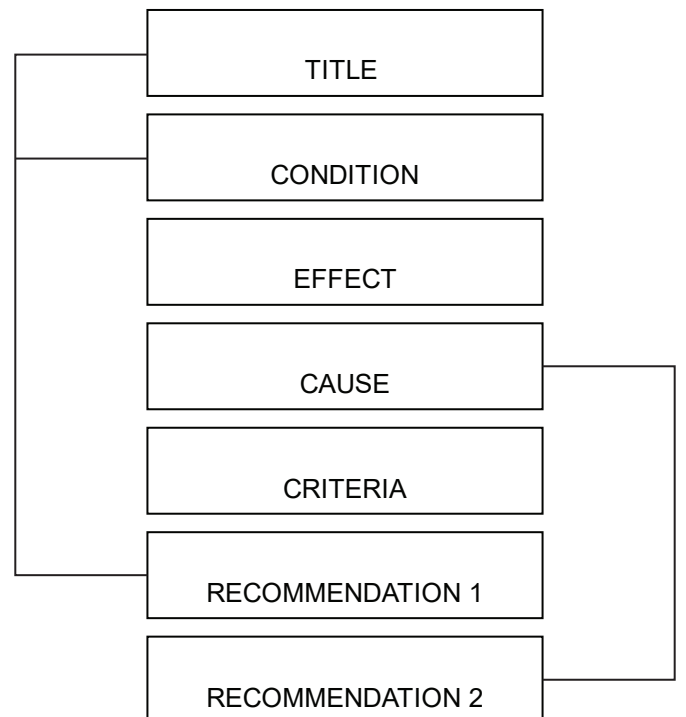 TITLE
CONDITION
EFFECT
CAUSE
CRITERIA
RECOMMENDATION 1
RECOMMENDATION 2